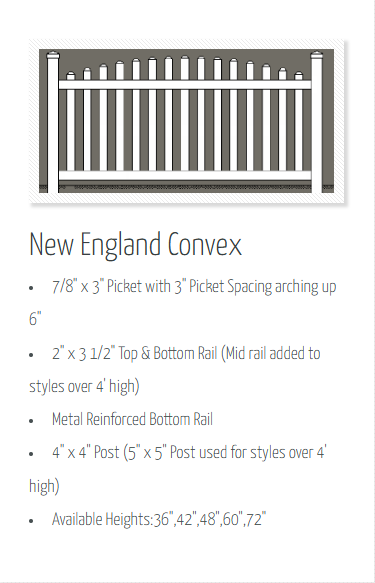 New England Convex
• 7/8" x 3" Picket with 3" Picket Spacing arching up
6"
• 2" x 3 1/2" Top & Bottom Rail (Mid rail added to
styles over 4' high)
• Metal Reinforced Bottom Rail
• 4" x 4" Post (5" x 5" Post used for styles over 4'
high)
• Available Heights:36",42",48",60",72"